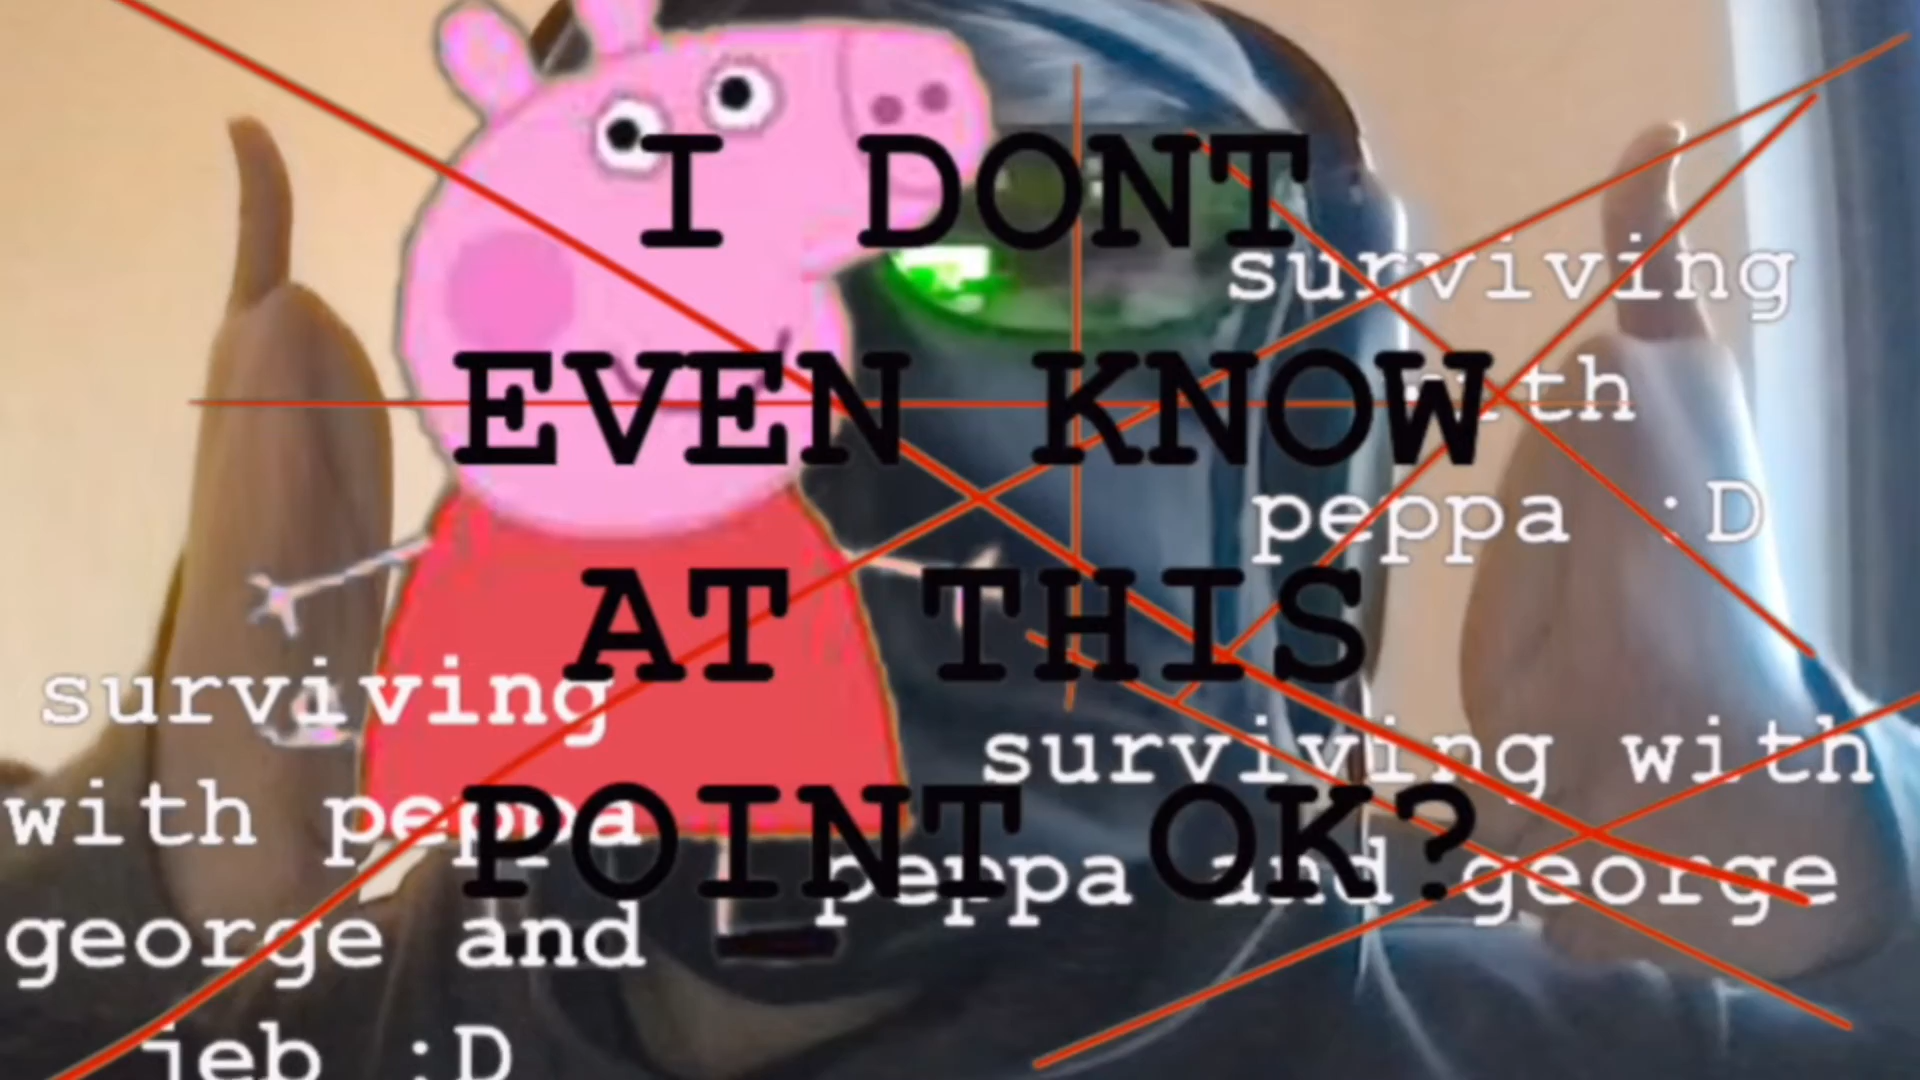 I DONT
EVEN KNOW
AT THIS
POINT OK?
surviving
with
peppa :D
surviving
with peppa
george and
jeb :D
surviving with
peppa and george